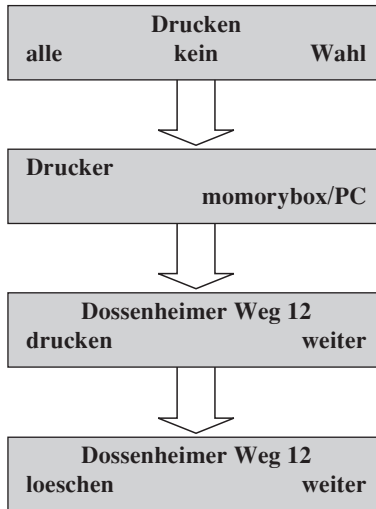 Drucken
alle kein Wahl
Drucker
momorybox/PC
Dossenheimer Weg 12
drucken weiter
Dossenheimer Weg 12
loeschen weiter